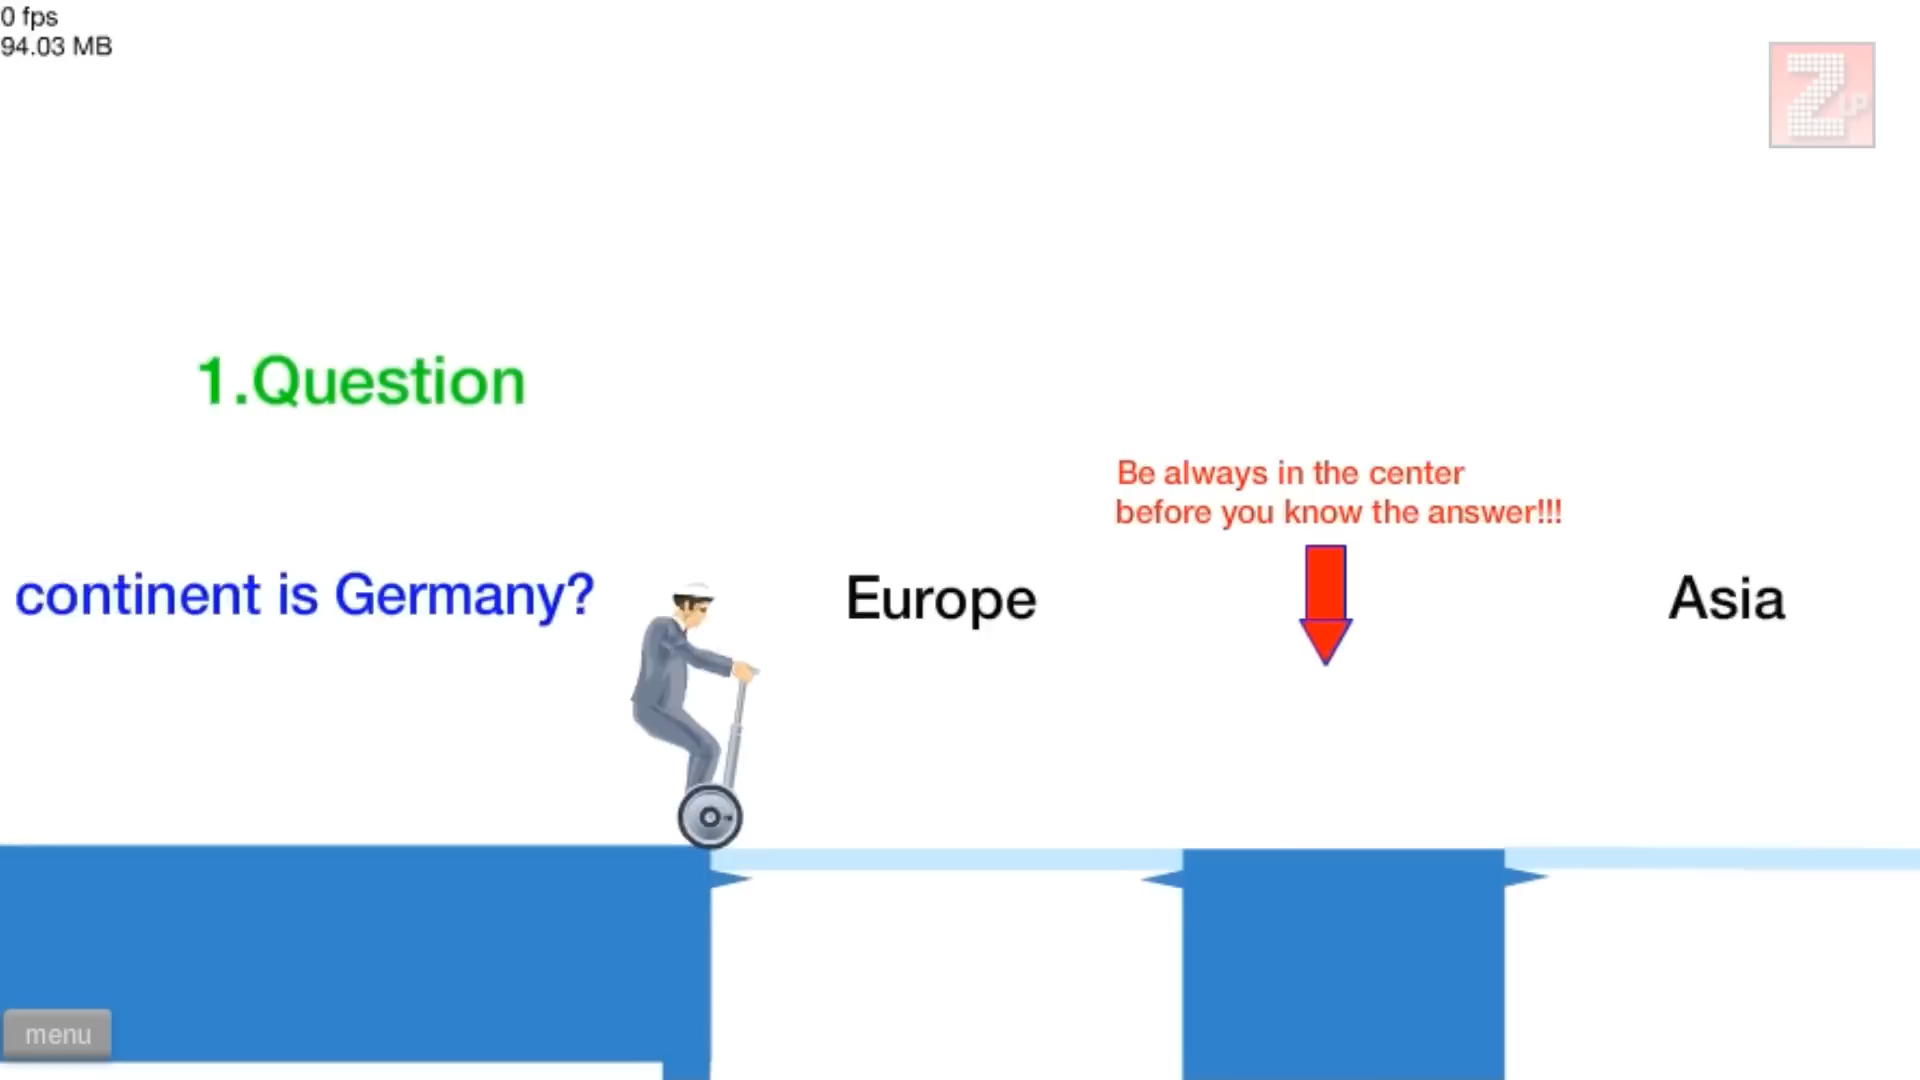 0 fps
94.03 MB
Z LP
1.Question
Be always in the center
before you know the answer!!!
continent is Germany?
Europe
Asia
menu